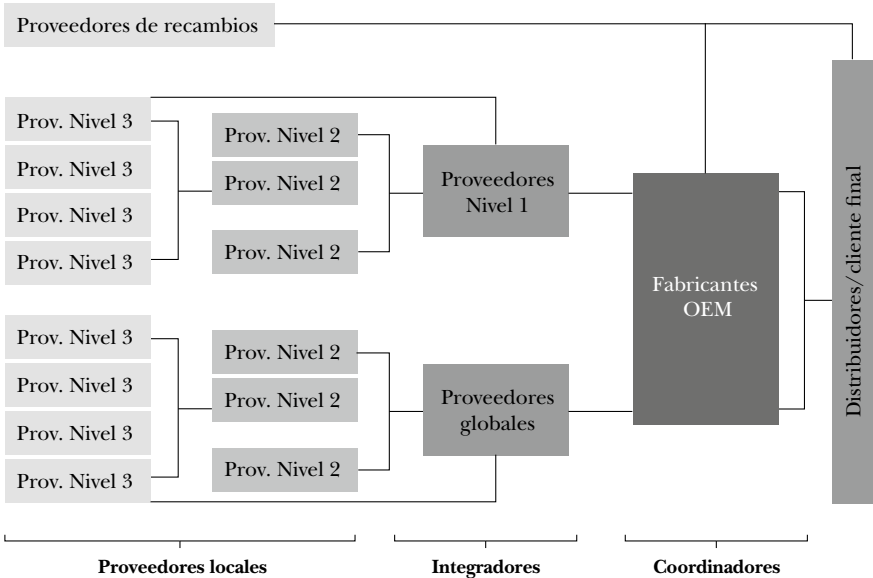 Proveedores de recambios
Prov. Nivel 3
Prov. Nivel 3
Prov. Nivel 3
Prov. Nivel 3
Prov. Nivel 2
Prov. Nivel 2
Prov. Nivel 2
Proveedores
Nivel 1
Prov. Nivel 3
Prov. Nivel 3
Prov. Nivel 3
Prov. Nivel 3
Prov. Nivel 2
Prov. Nivel 2
Prov. Nivel 2
Proveedores
globales
Fabricantes
OEM
Distribuidores/cliente final
Proveedores locales
Integradores
Coordinadores